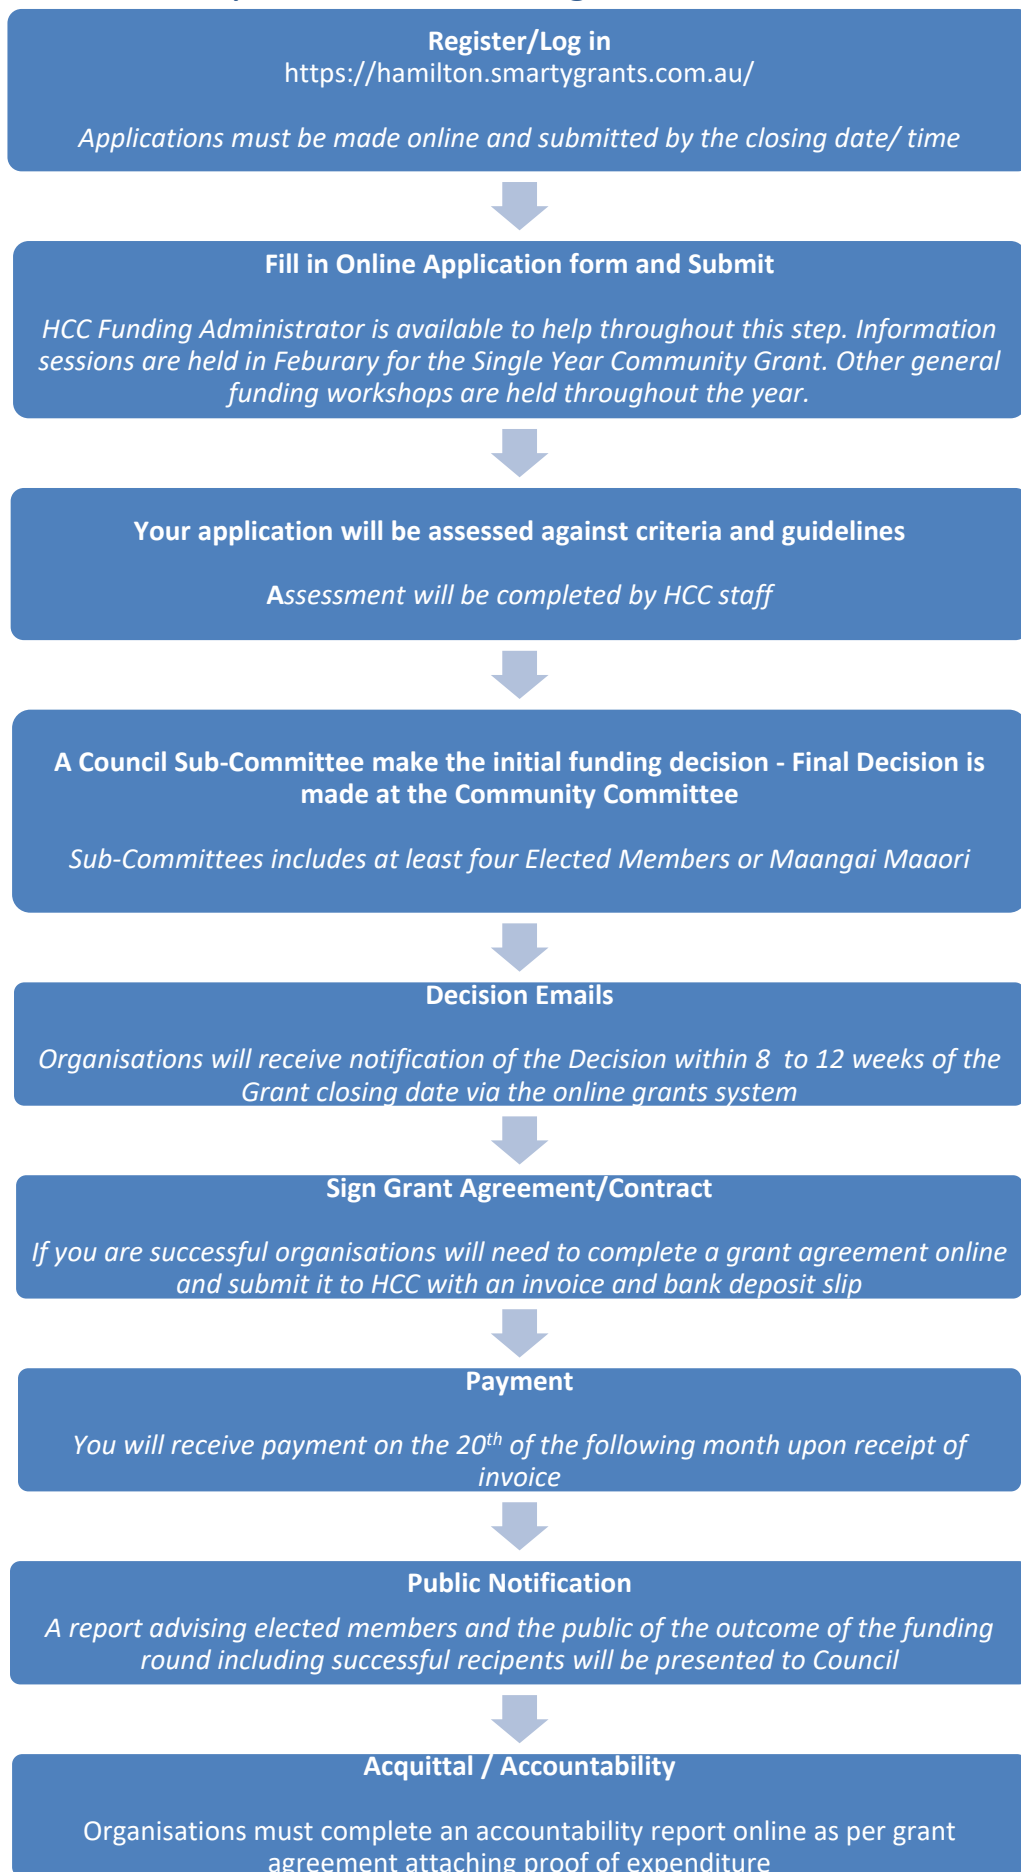 Register/Log in
https://hamilton.smartygrants.com.au/
Applications must be made online and submitted by the closing date/ time
Fill in Online Application form and Submit
HCC Funding Administrator is available to help throughout this step. Information
sessions are held in Feburary for the Single Year Community Grant. Other general
funding workshops are held throughout the year.
Your application will be assessed against criteria and guidelines
Assessment will be completed by HCC staff
A Council Sub-Committee make the initial funding decision - Final Decision is
made at the Community Committee
Sub-Committees includes at least four Elected Members or Maangai Maaori
Decision Emails
Organisations will receive notification of the Decision within 8  to 12 weeks of the
Grant closing date via the online grants system
Sign Grant Agreement/Contract
If you are successful organisations will need to complete a grant agreement online
and submit it to HCC with an invoice and bank deposit slip
Payment
You will receive payment on the 20th of the following month upon receipt of
invoice
Public Notification
A report advising elected members and the public of the outcome of the funding
round including successful recipents will be presented to Council
Acquittal / Accountability
Organisations must complete an accountability report online as per grant
agreement attaching proof of expenditure